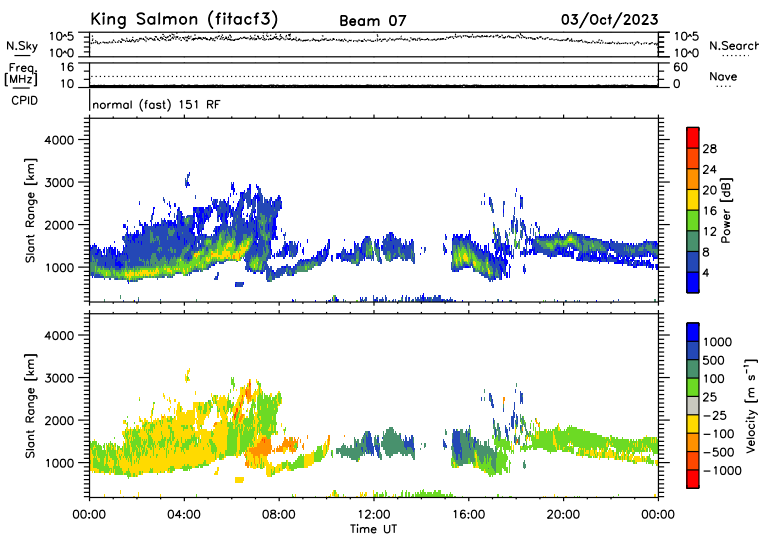 King Salmon (fitacf3) Beam 07 03/Oct/2023
N.Sky 10^5 10^0 10^5 10^0 N.Search
Freq [MHz] 16 10 60 0 Nave
CPID normal (fast) 151 RF
4000
3000
2000
1000
Slant Range [km]
28
24
20
16
12
8
4
Power [dB]
4000
3000
2000
1000
Slant Range [km]
1000
500
100
25
−25
−100
−500
−1000
Velocity [m s⁻¹]
00:00 04:00 08:00 12:00 16:00 20:00 00:00
Time UT